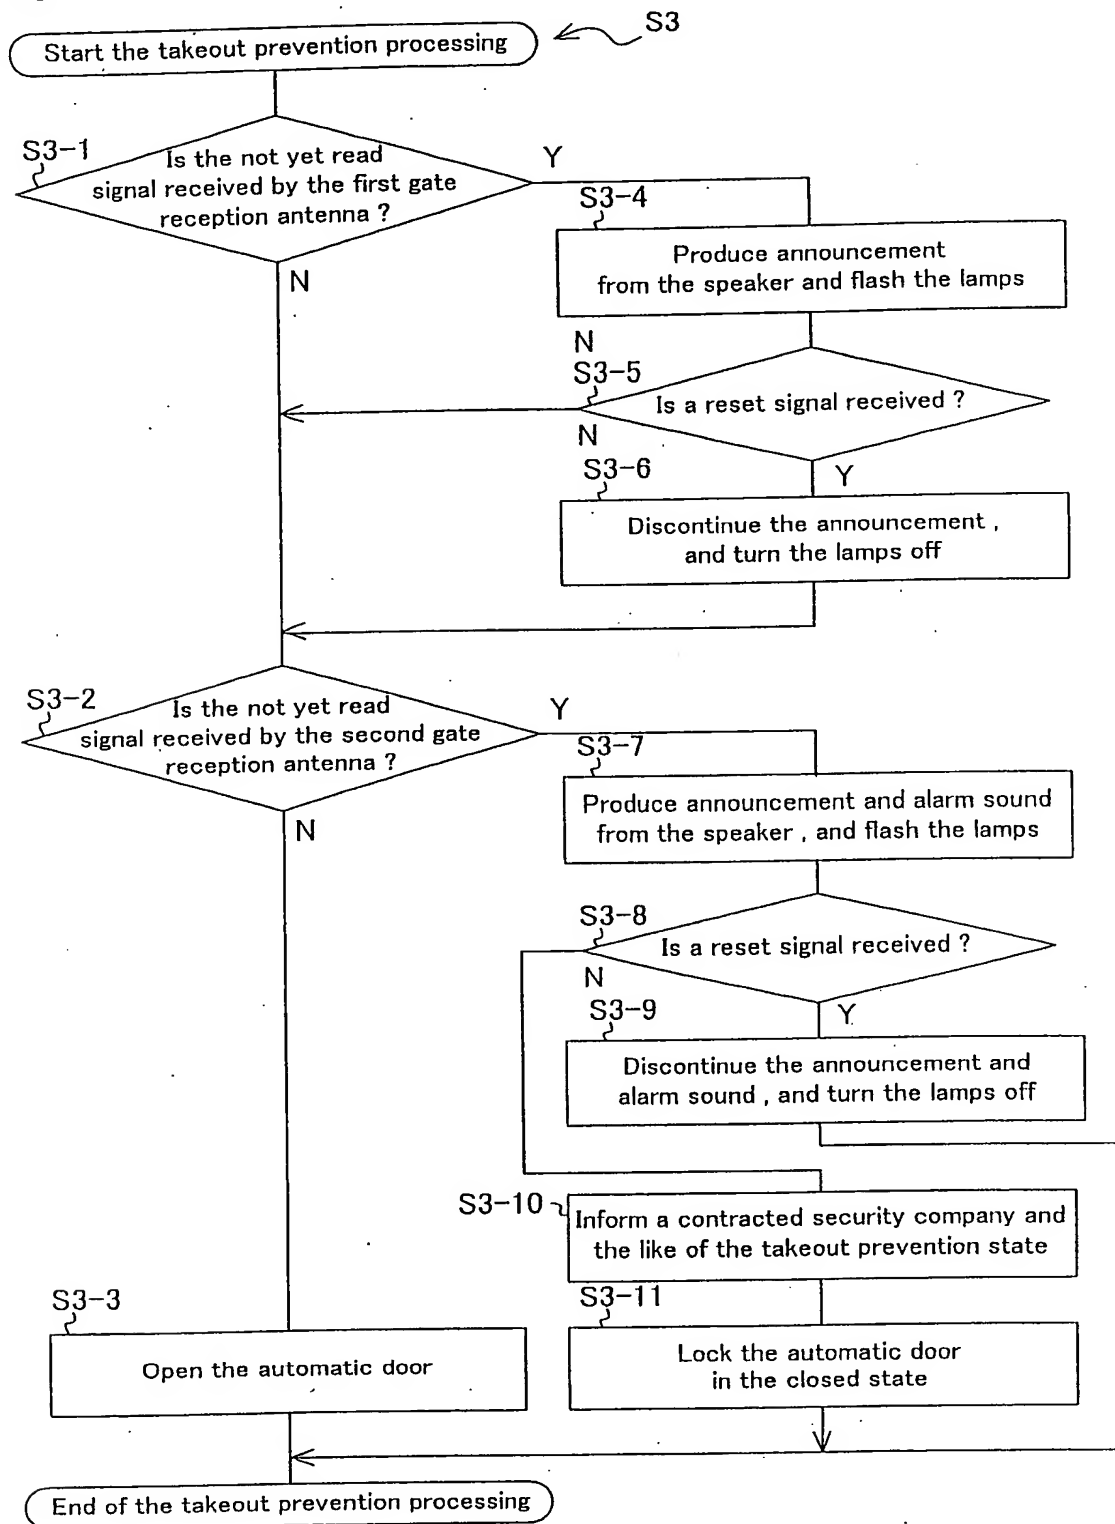 S3
Start the takeout prevention processing
S3-1
Is the not yet read
signal received by the first gate
reception antenna ?
Y
N
S3-4
Produce announcement
from the speaker and flash the lamps
N
S3-5
Is a reset signal received ?
N
Y
S3-6
Discontinue the announcement ,
and turn the lamps off
S3-2
Is the not yet read
signal received by the second gate
reception antenna ?
Y
N
S3-7
Produce announcement and alarm sound
from the speaker , and flash the lamps
S3-8
Is a reset signal received ?
N
Y
S3-9
Discontinue the announcement and
alarm sound , and turn the lamps off
S3-10
Inform a contracted security company and
the like of the takeout prevention state
S3-3
Open the automatic door
S3-11
Lock the automatic door
in the closed state
End of the takeout prevention processing